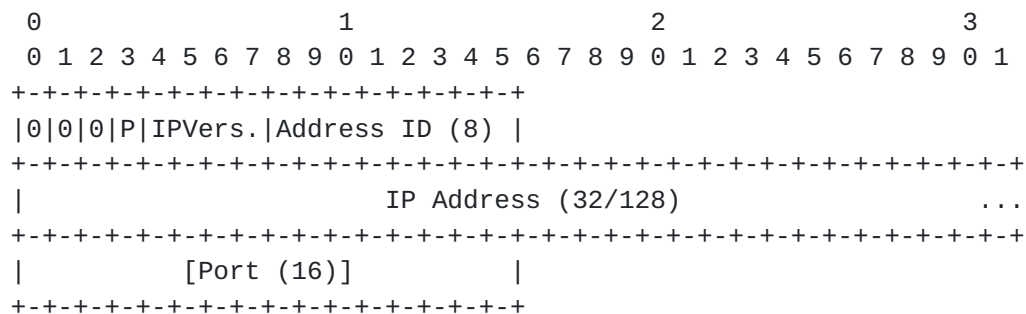 0                   1                   2                   3
 0 1 2 3 4 5 6 7 8 9 0 1 2 3 4 5 6 7 8 9 0 1 2 3 4 5 6 7 8 9 0 1
+-+-+-+-+-+-+-+-+-+-+-+-+-+-+-+-+
|0|0|0|P|IPVers.|Address ID (8) |
+-+-+-+-+-+-+-+-+-+-+-+-+-+-+-+-+-+-+-+-+-+-+-+-+-+-+-+-+-+-+-+-+
|                       IP Address (32/128)                   ...
+-+-+-+-+-+-+-+-+-+-+-+-+-+-+-+-+-+-+-+-+-+-+-+-+-+-+-+-+-+-+-+-+
|          [Port (16)]          |
+-+-+-+-+-+-+-+-+-+-+-+-+-+-+-+-+